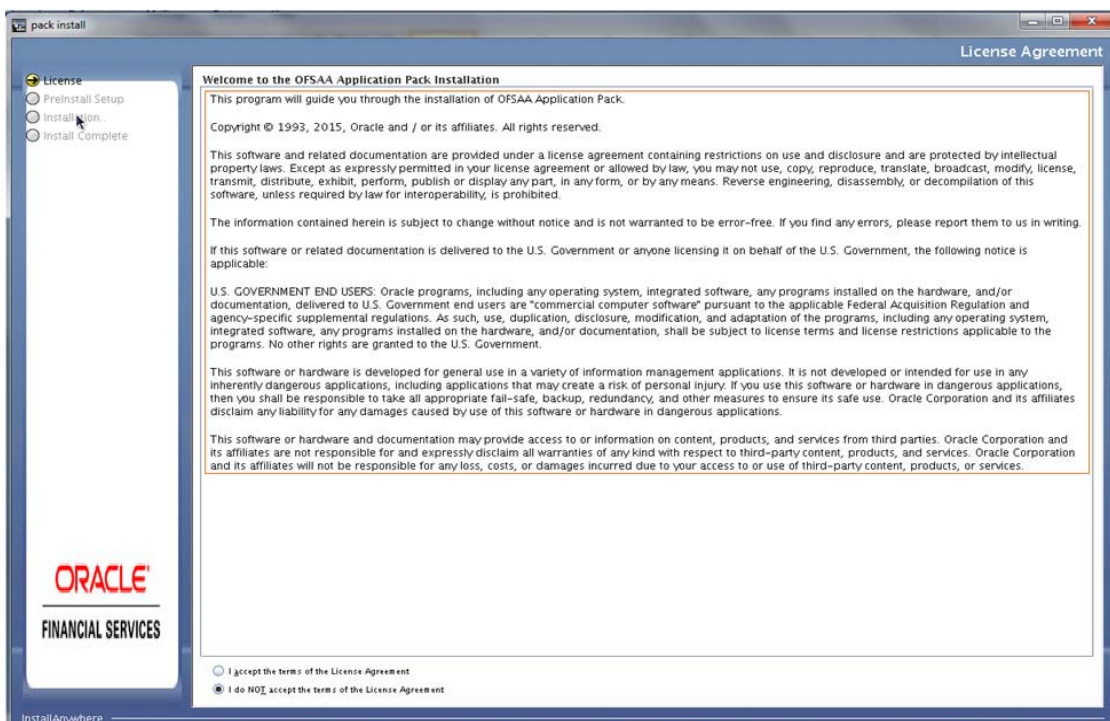 pack install
License Agreement
License
PreInstall Setup
Installation..
Install Complete
Welcome to the OFSAA Application Pack Installation
This program will guide you through the installation of OFSAA Application Pack.
Copyright © 1993, 2015, Oracle and / or its affiliates. All rights reserved.
This software and related documentation are provided under a license agreement containing restrictions on use and disclosure and are protected by intellectual
property laws. Except as expressly permitted in your license agreement or allowed by law, you may not use, copy, reproduce, translate, broadcast, modify, license,
transmit, distribute, exhibit, perform, publish or display any part, in any form, or by any means. Reverse engineering, disassembly, or decompilation of this
software, unless required by law for interoperability, is prohibited.
The information contained herein is subject to change without notice and is not warranted to be error-free. If you find any errors, please report them to us in writing.
If this software or related documentation is delivered to the U.S. Government or anyone licensing it on behalf of the U.S. Government, the following notice is
applicable:
U.S. GOVERNMENT END USERS: Oracle programs, including any operating system, integrated software, any programs installed on the hardware, and/or
documentation, delivered to U.S. Government end users are "commercial computer software" pursuant to the applicable Federal Acquisition Regulation and
agency-specific supplemental regulations. As such, use, duplication, disclosure, modification, and adaptation of the programs, including any operating system,
integrated software, any programs installed on the hardware, and/or documentation, shall be subject to license terms and license restrictions applicable to the
programs. No other rights are granted to the U.S. Government.
This software or hardware is developed for general use in a variety of information management applications. It is not developed or intended for use in any
inherently dangerous applications, including applications that may create a risk of personal injury. If you use this software or hardware in dangerous applications,
then you shall be responsible to take all appropriate fail-safe, backup, redundancy, and other measures to ensure its safe use. Oracle Corporation and its affiliates
disclaim any liability for any damages caused by use of this software or hardware in dangerous applications.
This software or hardware and documentation may provide access to or information on content, products, and services from third parties. Oracle Corporation and
its affiliates are not responsible for and expressly disclaim all warranties of any kind with respect to third-party content, products, and services. Oracle Corporation
and its affiliates will not be responsible for any loss, costs, or damages incurred due to your access to or use of third-party content, products, or services.
ORACLE
FINANCIAL SERVICES
I accept the terms of the License Agreement
I do NOT accept the terms of the License Agreement
InstallAnywhere